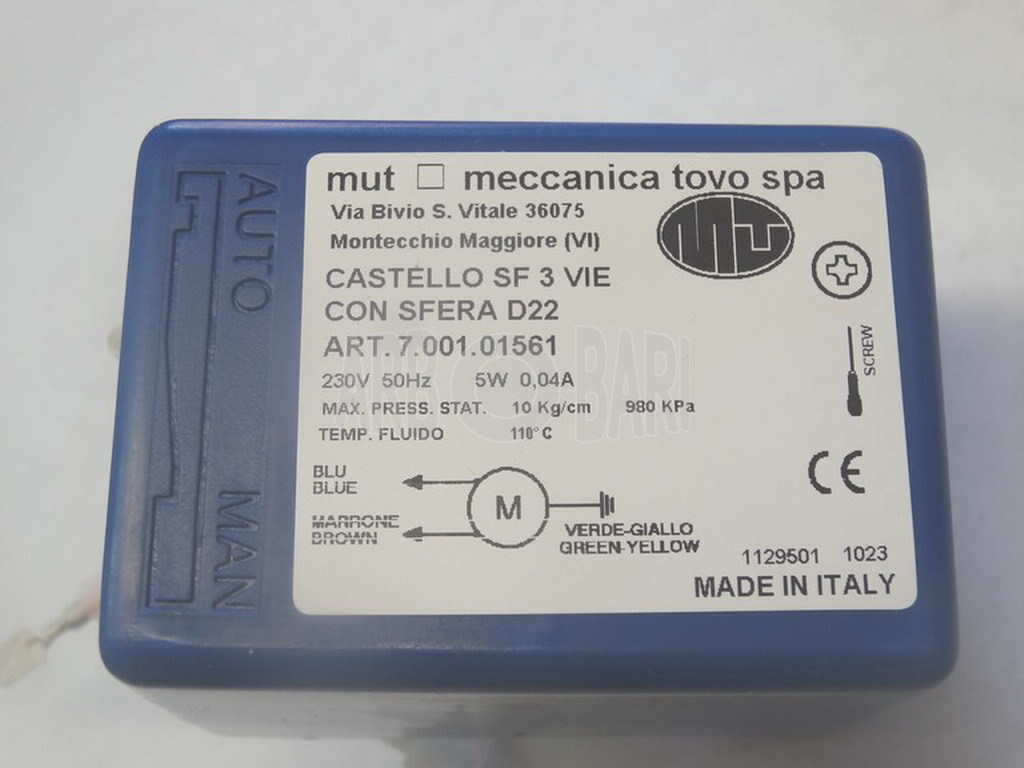 mut □ meccanica tovo spa
Via Bivio S. Vitale 36075
Montecchio Maggiore (VI)
MU
CASTELLO SF 3 VIE
CON SFERA D22
ART. 7.001.01561
230V 50Hz 5W 0,04A
MAX. PRESS. STAT. 10 Kg/cm 980 KPa
TEMP. FLUIDO 110°C
SCREW
BLU
BLUE
MARRONE
BROWN
M
VERDE-GIALLO
GREEN-YELLOW
CE
1129501 1023
MADE IN ITALY
AUTO
MAN
BARI